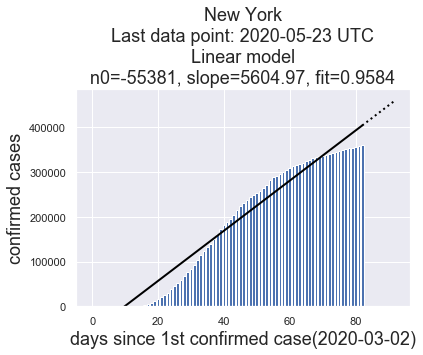 New York
Last data point: 2020-05-23 UTC
Linear model
n0=-55381, slope=5604.97, fit=0.9584
confirmed cases
400000
300000
200000
100000
0
0 20 40 60 80
days since 1st confirmed case(2020-03-02)